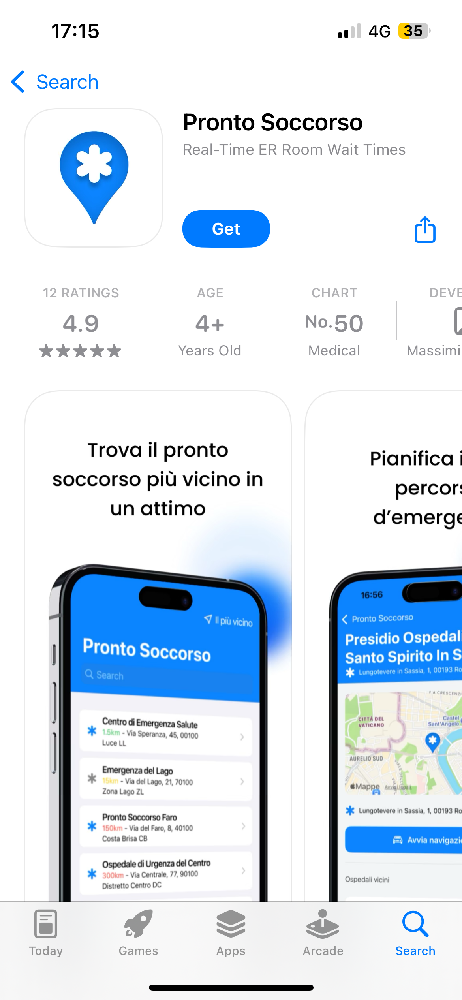 17:15
4G
35
Search
Pronto Soccorso
Real-Time ER Room Wait Times
Get
12 RATINGS
4.9
AGE
4+
Years Old
CHART
No.50
Medical
DEVE
Massimi
Trova il pronto
soccorso più vicino in
un attimo
Il più vicino
Pronto Soccorso
Search
Centro di Emergenza Salute
1.5km - Via Speranza, 45, 00100
Luce LL
Emergenza del Lago
15km - Via del Lago, 21, 70100
Zona Lago ZL
Pronto Soccorso Faro
150km - Via del Faro, 8, 40100
Costa Brisa CB
Ospedale di Urgenza del Centro
300km - Via Centrale, 77, 90100
Distretto Centro DC
Pianifica i
percors
d'emerge
16:56
Pronto Soccorso
Presidio Ospedali
Santo Spirito In S
Lungotevere in Sassia, 1, 00193 Ro
VIA CRESCENZI
CITTÀ DEL
VATICANO
Castel
Sant'Angelo
AURELIO SUD
VIALE DELLE
Mappe
Avvisi legali
Lungotevere in Sassia, 1, 00193 Ro
Avvia navigazio
Ospedali vicini
Today
Games
Apps
Arcade
Search